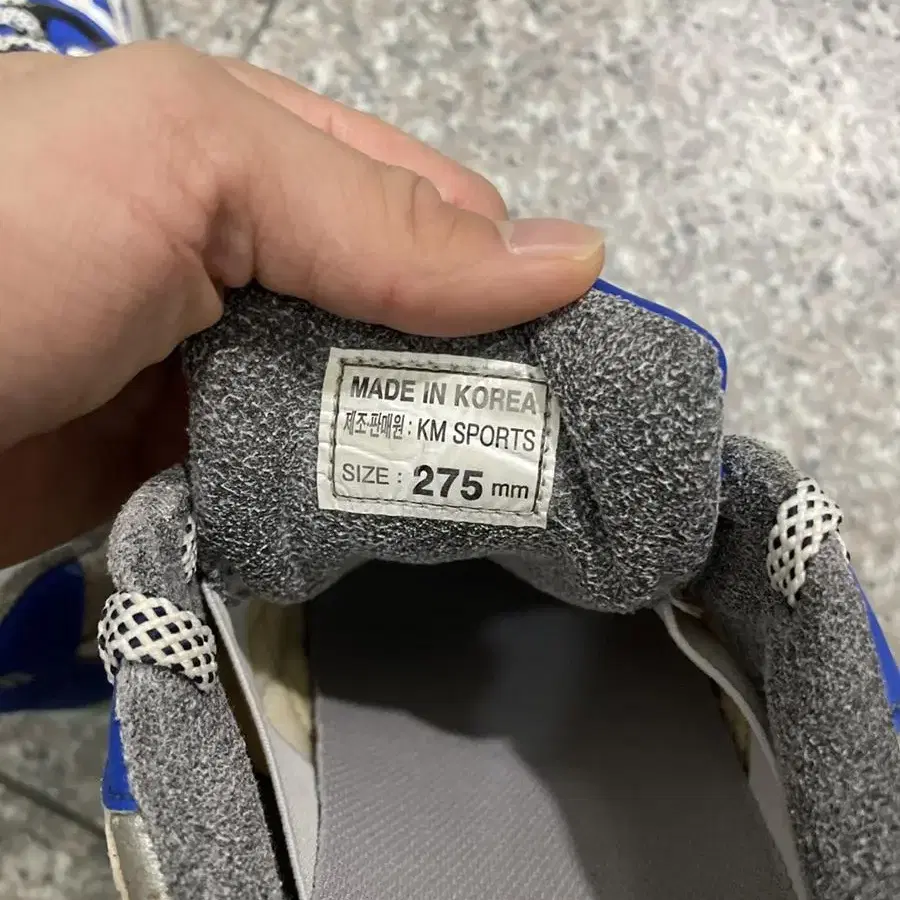 MADE IN KOREA
제조·판매원 : KM SPORTS
SIZE : 275 mm